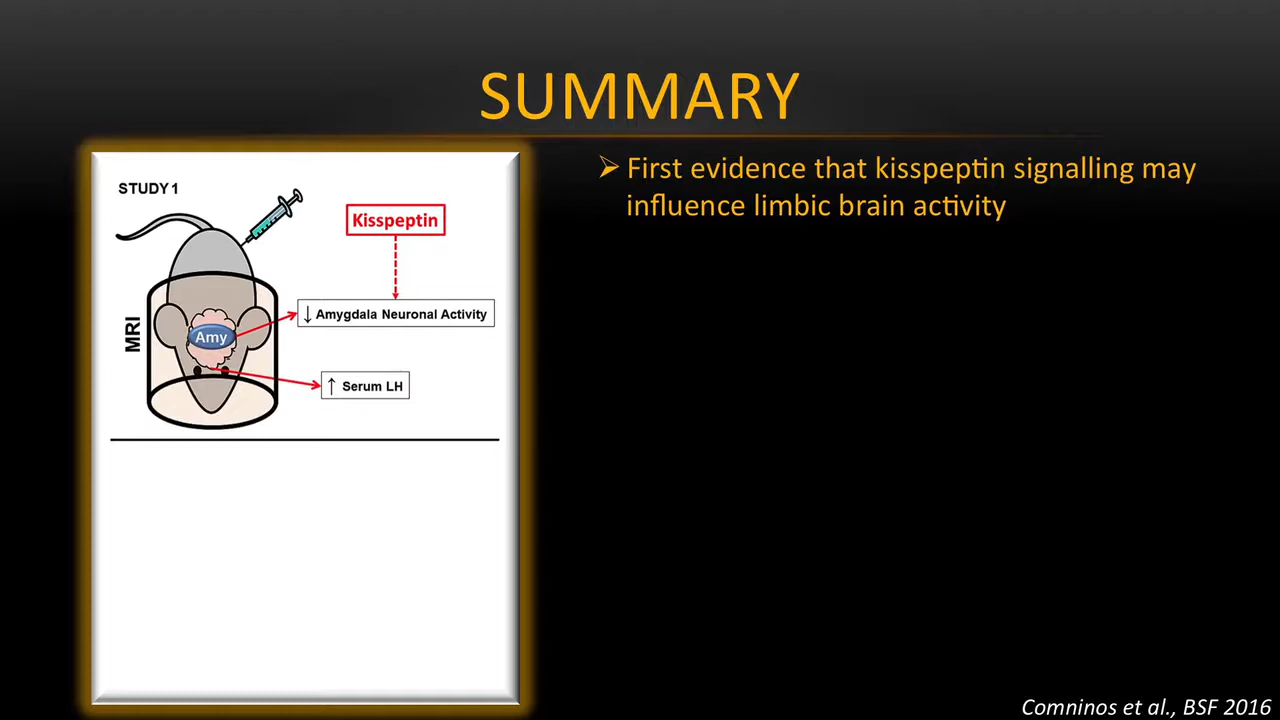 SUMMARY
STUDY 1
Kisspeptin
↓ Amygdala Neuronal Activity
MRI
Amy
↑ Serum LH
➢ First evidence that kisspeptin signalling may
influence limbic brain activity
Comninos et al., BSF 2016